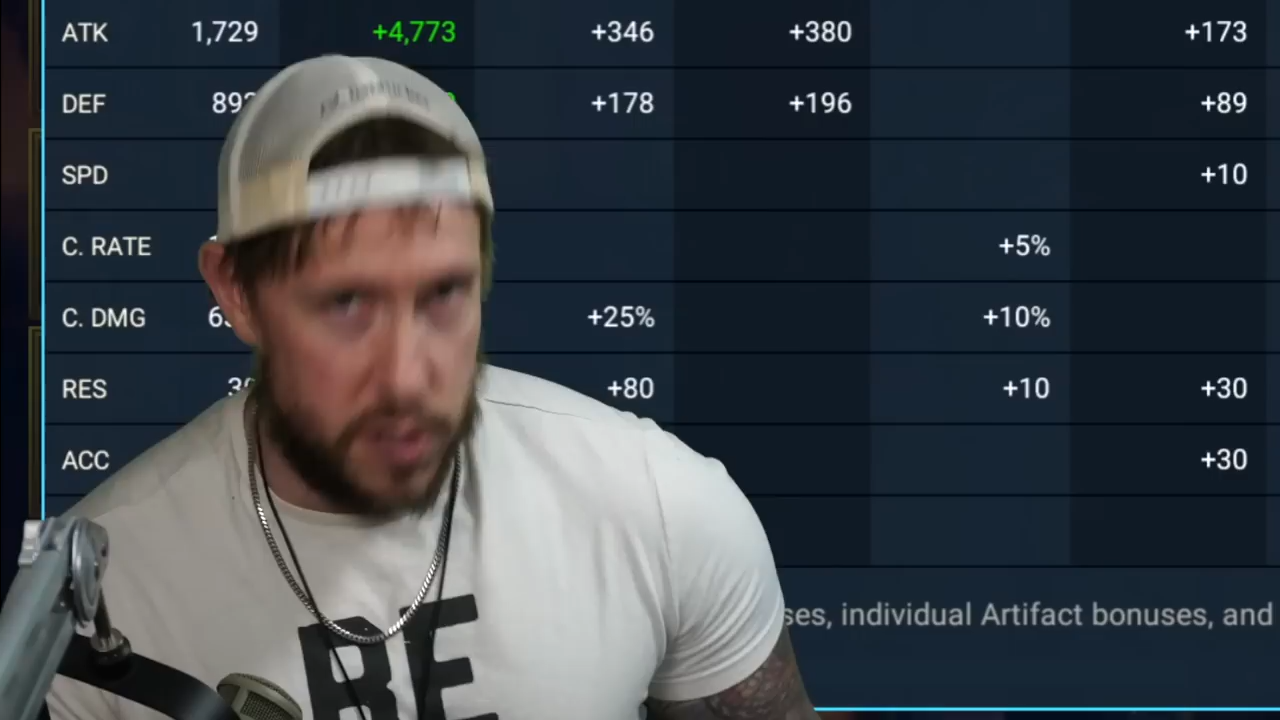 ATK 1,729 +4,773 +346 +380 +173
DEF +178 +196 +89
SPD +10
C. RATE +5%
C. DMG +25% +10%
RES +80 +10 +30
ACC +30
individual Artifact bonuses, and
BE